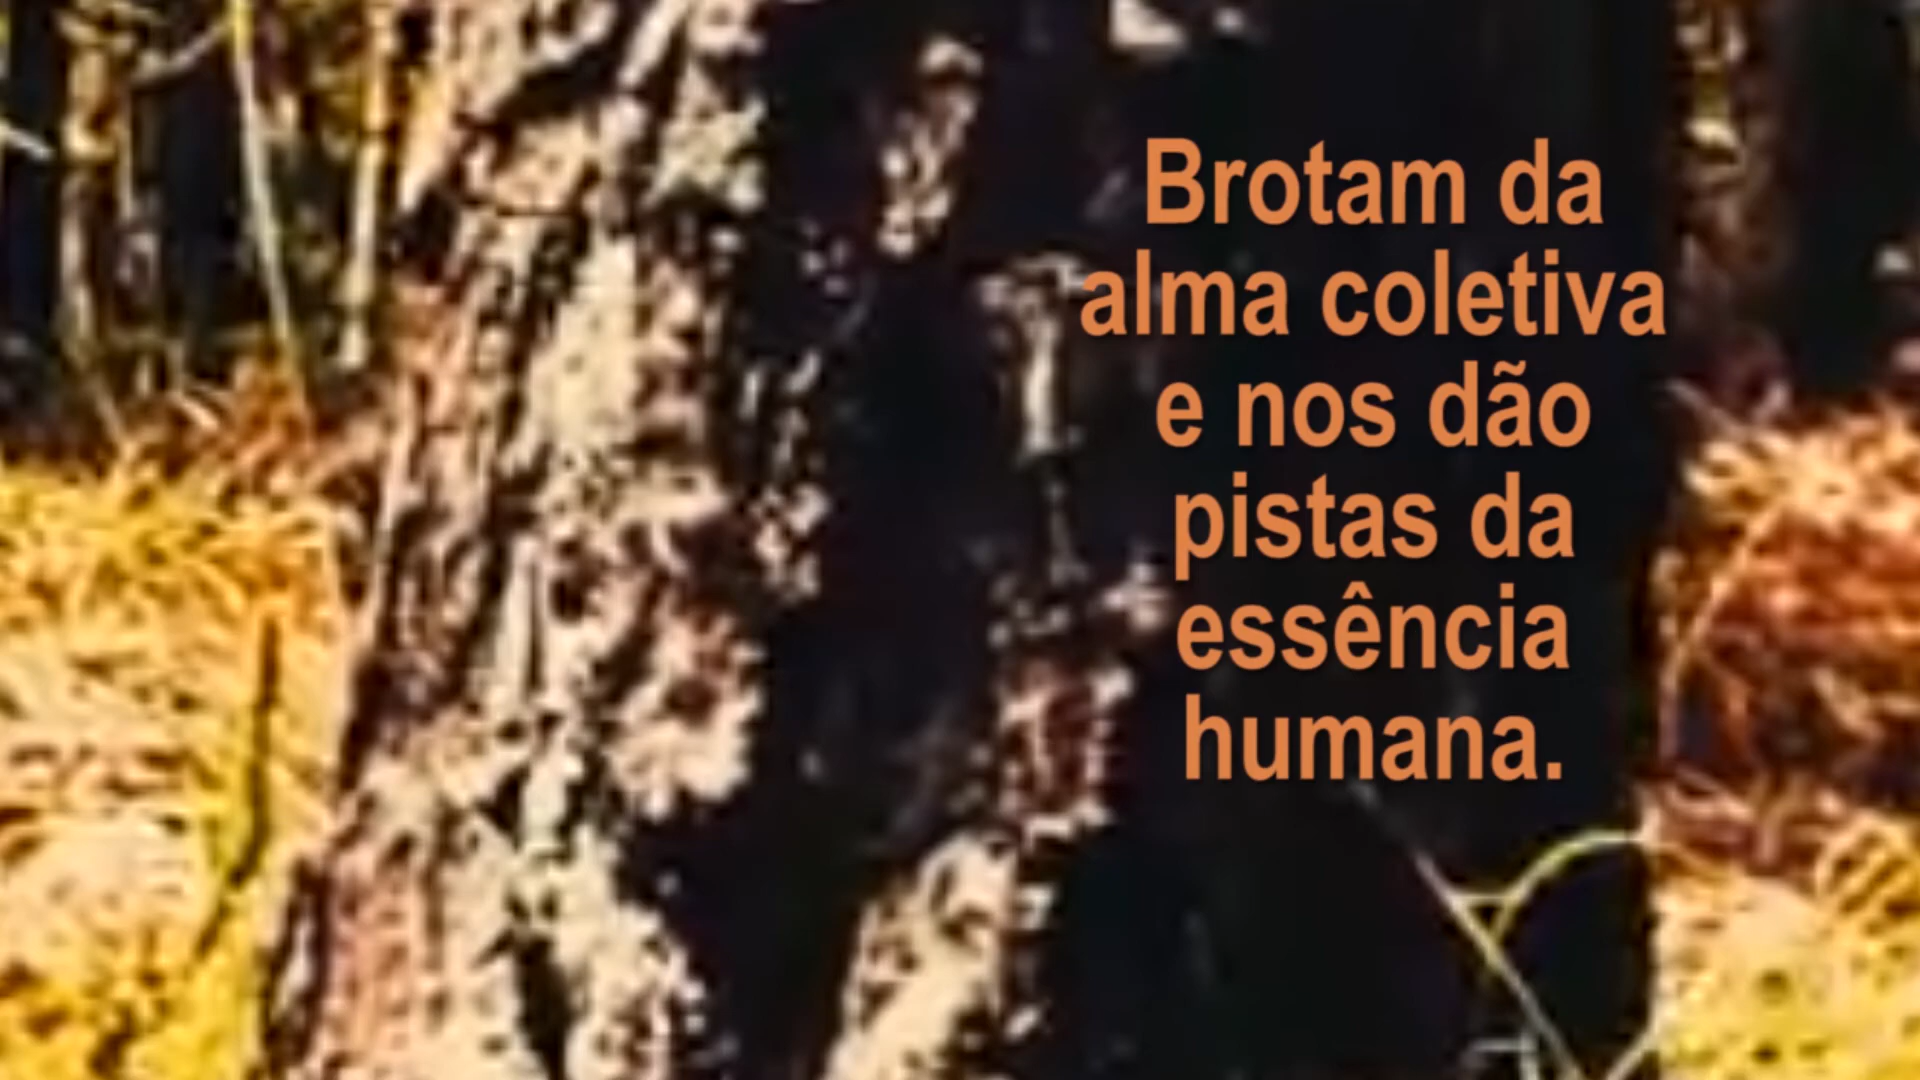 Brotam da
alma coletiva
e nos dão
pistas da
essência
humana.